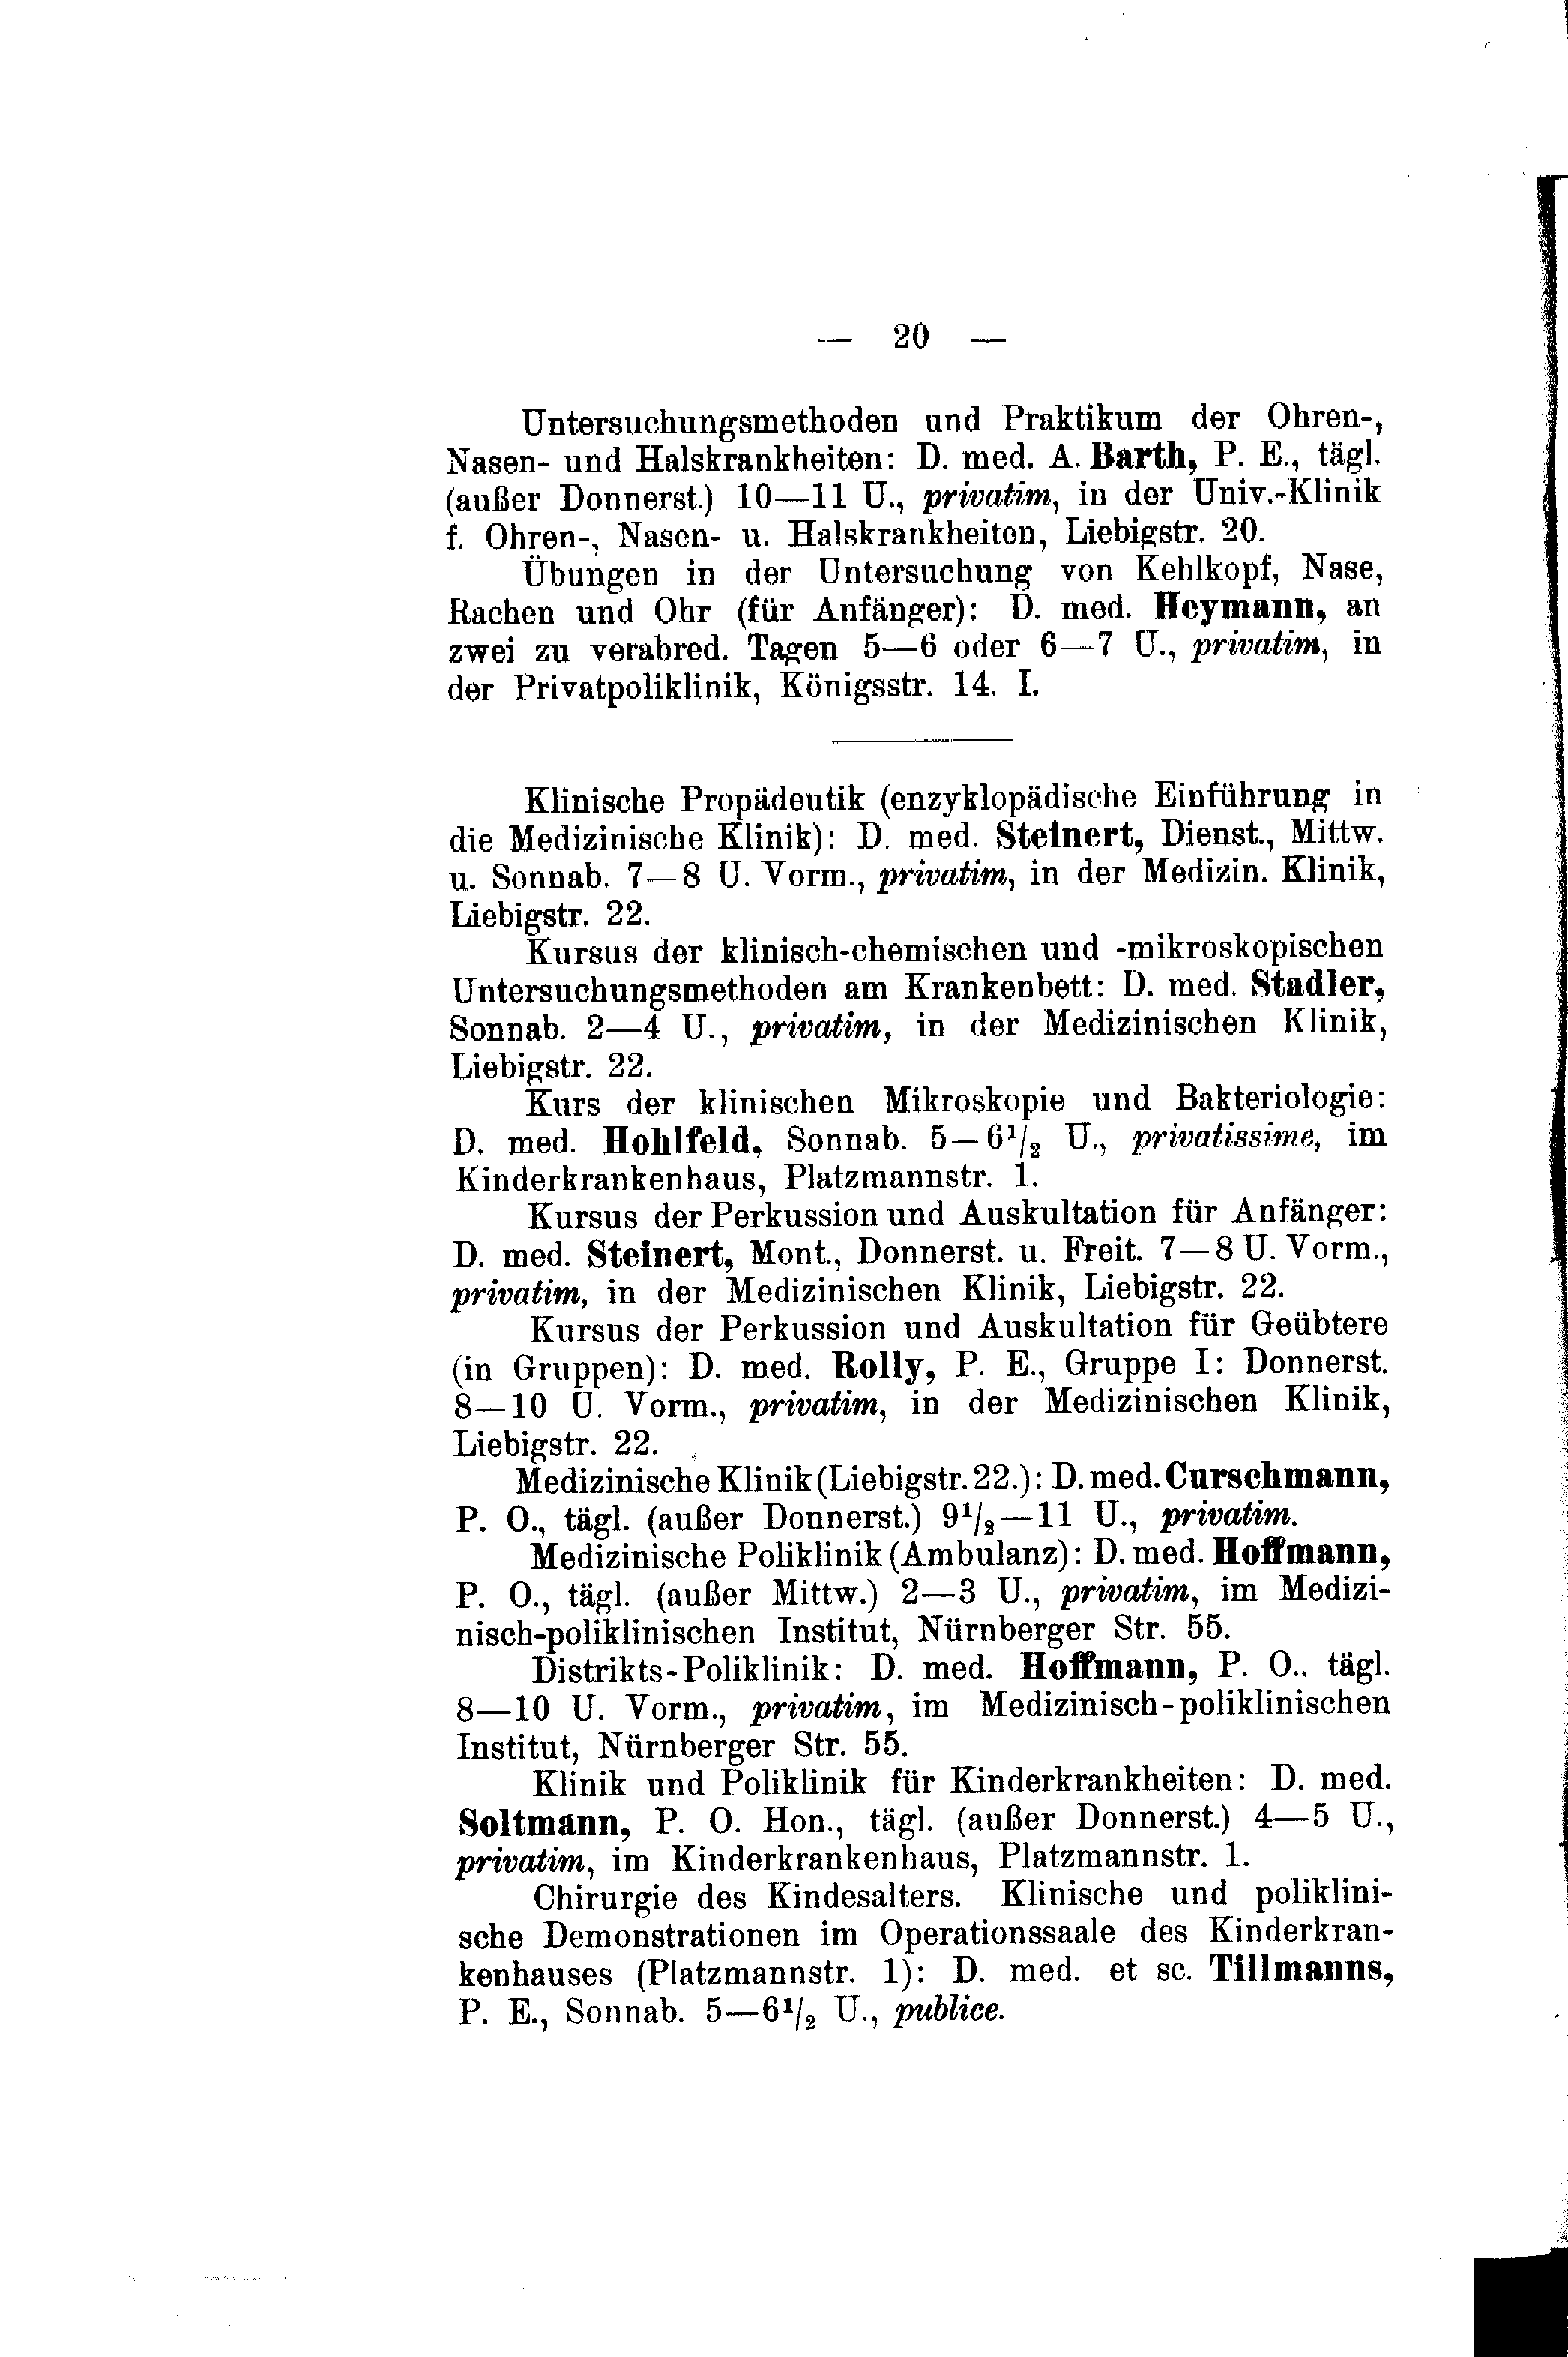 — 20 —
Untersuchungsmethoden und Praktikum der Ohren-,
Nasen- und Halskrankheiten: D. med. A. Barth, P. E., tägl.
(außer Donnerst.) 10—11 U., privatim, in der Univ.-Klinik
f. Ohren-, Nasen- u. Halskrankheiten, Liebigstr. 20.
Übungen in der Untersuchung von Kehlkopf, Nase,
Rachen und Ohr (für Anfänger): D. med. Heymann, an
zwei zu verabred. Tagen 5—6 oder 6—7 U., privatim, in
der Privatpoliklinik, Königsstr. 14. I.
Klinische Propädeutik (enzyklopädische Einführung in
die Medizinische Klinik): D. med. Steinert, Dienst., Mittw.
u. Sonnab. 7—8 U. Vorm., privatim, in der Medizin. Klinik,
Liebigstr. 22.
Kursus der klinisch-chemischen und -mikroskopischen
Untersuchungsmethoden am Krankenbett: D. med. Stadler,
Sonnab. 2—4 U., privatim, in der Medizinischen Klinik,
Liebigstr. 22.
Kurs der klinischen Mikroskopie und Bakteriologie:
D. med. Hohlfeld, Sonnab. 5—6½ U., privatissime, im
Kinderkrankenhaus, Platzmannstr. 1.
Kursus der Perkussion und Auskultation für Anfänger:
D. med. Steinert, Mont., Donnerst. u. Freit. 7—8 U. Vorm.,
privatim, in der Medizinischen Klinik, Liebigstr. 22.
Kursus der Perkussion und Auskultation für Geübtere
(in Gruppen): D. med. Rolly, P. E., Gruppe I: Donnerst.
8—10 U. Vorm., privatim, in der Medizinischen Klinik,
Liebigstr. 22.
Medizinische Klinik (Liebigstr. 22.): D. med. Curschmann,
P. O., tägl. (außer Donnerst.) 9½—11 U., privatim.
Medizinische Poliklinik (Ambulanz): D. med. Hoffmann,
P. O., tägl. (außer Mittw.) 2—3 U., privatim, im Medizi-
nisch-poliklinischen Institut, Nürnberger Str. 55.
Distrikts-Poliklinik: D. med. Hoffmann, P. O., tägl.
8—10 U. Vorm., privatim, im Medizinisch-poliklinischen
Institut, Nürnberger Str. 55.
Klinik und Poliklinik für Kinderkrankheiten: D. med.
Soltmann, P. O. Hon., tägl. (außer Donnerst.) 4—5 U.,
privatim, im Kinderkrankenhaus, Platzmannstr. 1.
Chirurgie des Kindesalters. Klinische und poliklini-
sche Demonstrationen im Operationssaale des Kinderkran-
kenhauses (Platzmannstr. 1): D. med. et sc. Tillmanns,
P. E., Sonnab. 5—6½ U., publice.